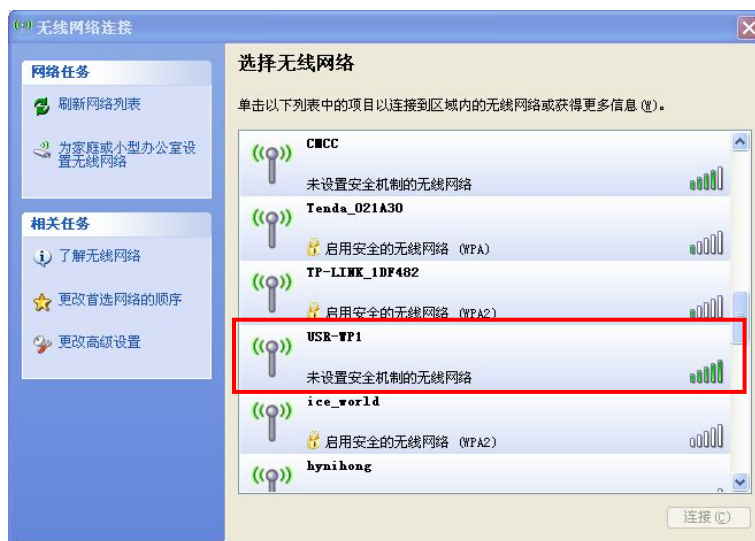 无线网络连接
网络任务
刷新网络列表
为家庭或小型办公室设
置无线网络
相关任务
了解无线网络
更改首选网络的顺序
更改高级设置
选择无线网络
单击以下列表中的项目以连接到区域内的无线网络或获得更多信息(W)。
CMCC
未设置安全机制的无线网络
Tenda_021A30
启用安全的无线网络 (WPA)
TP-LINK_1DF482
启用安全的无线网络 (WPA2)
USR-WP1
未设置安全机制的无线网络
ice_world
启用安全的无线网络 (WPA2)
hynihong
连接(C)